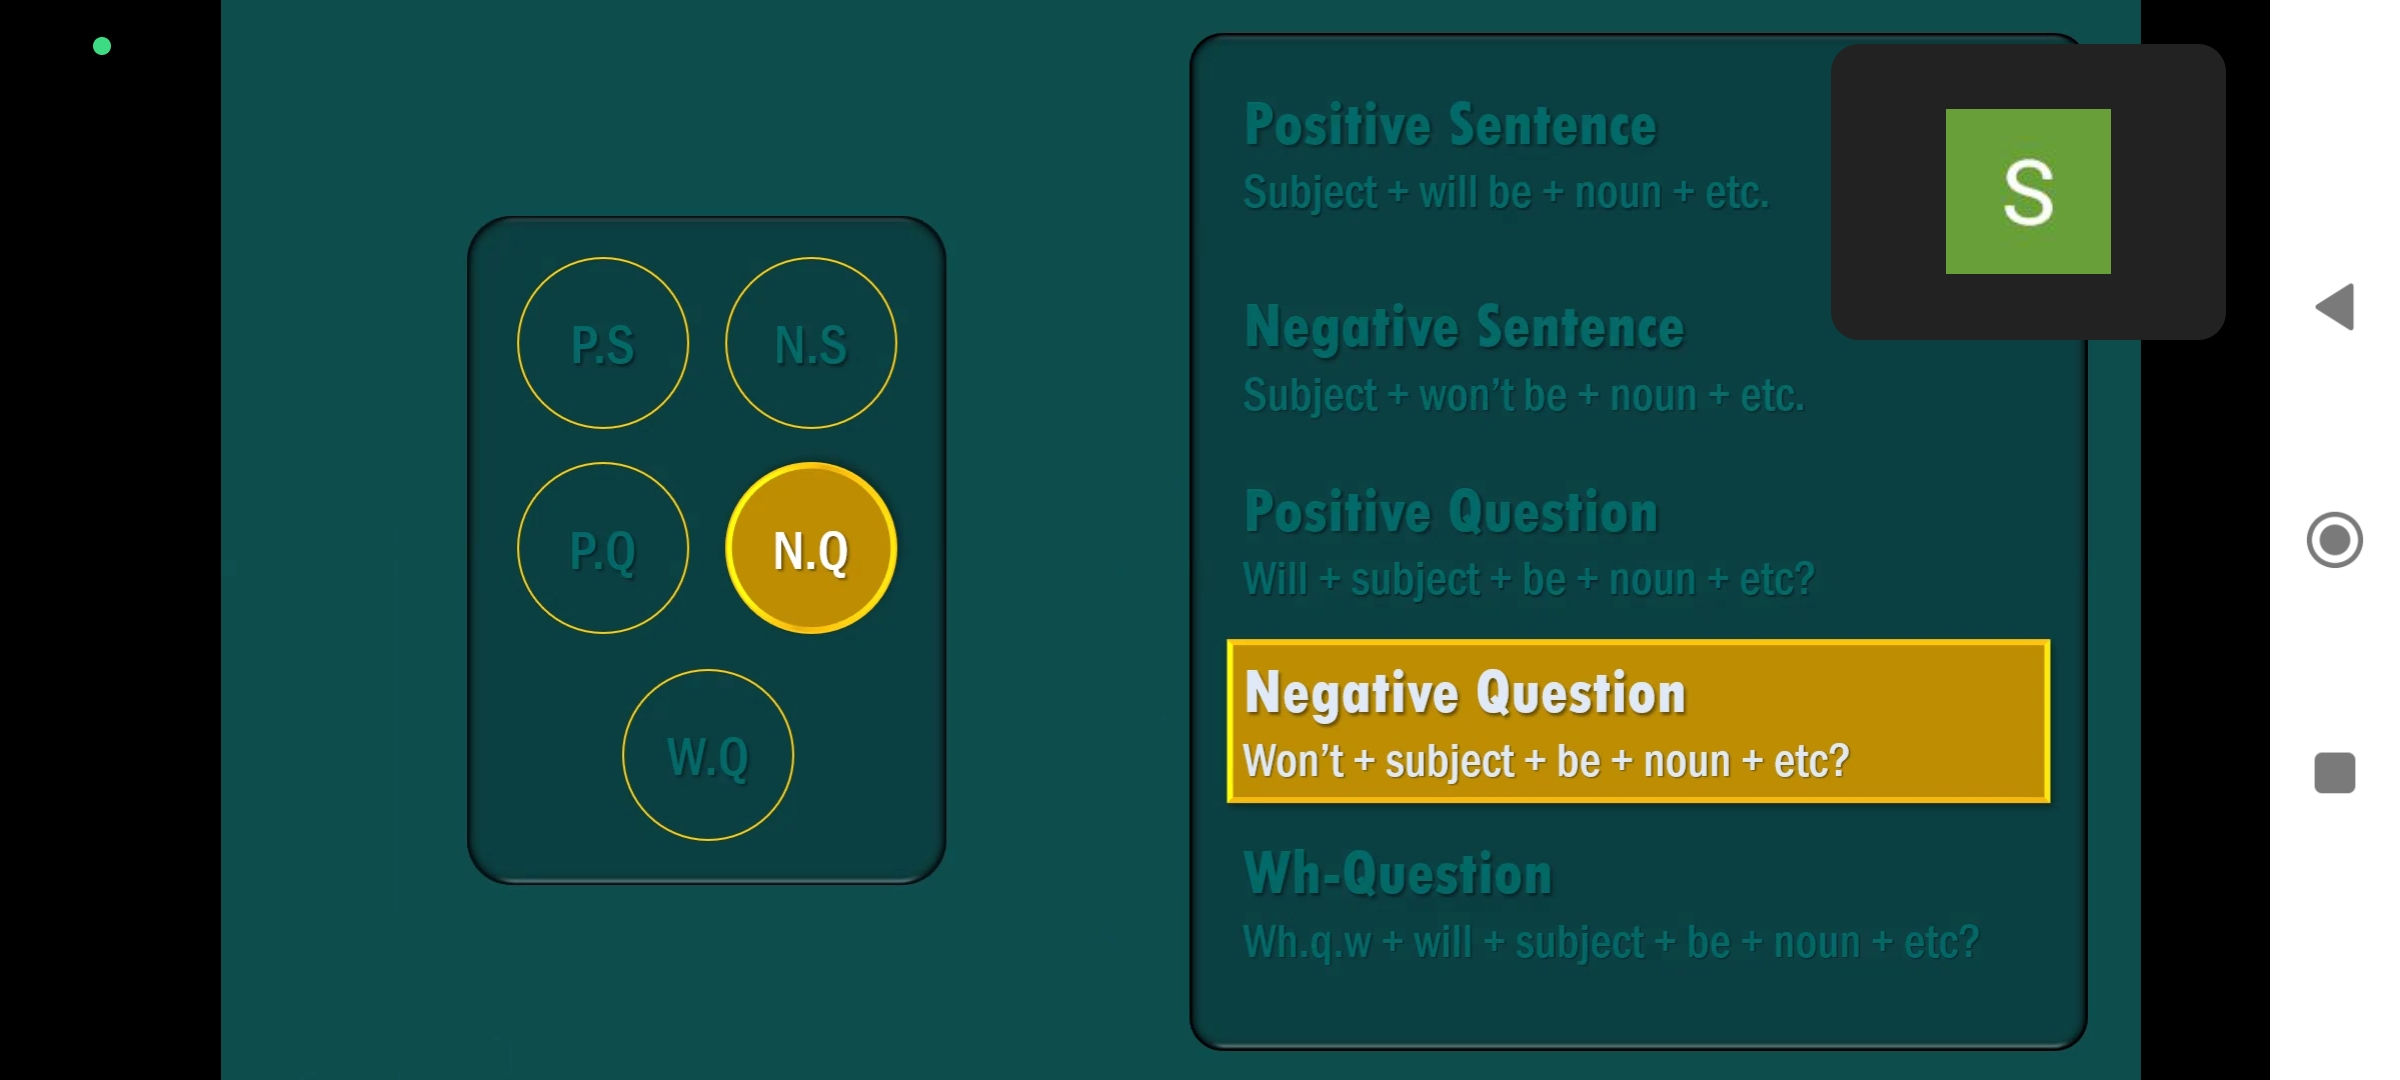 P.S
N.S
P.Q
N.Q
W.Q
Positive Sentence
Subject + will be + noun + etc.
Negative Sentence
Subject + won't be + noun + etc.
Positive Question
Will + subject + be + noun + etc?
Negative Question
Won't + subject + be + noun + etc?
Wh-Question
Wh.q.w + will + subject + be + noun + etc?
S